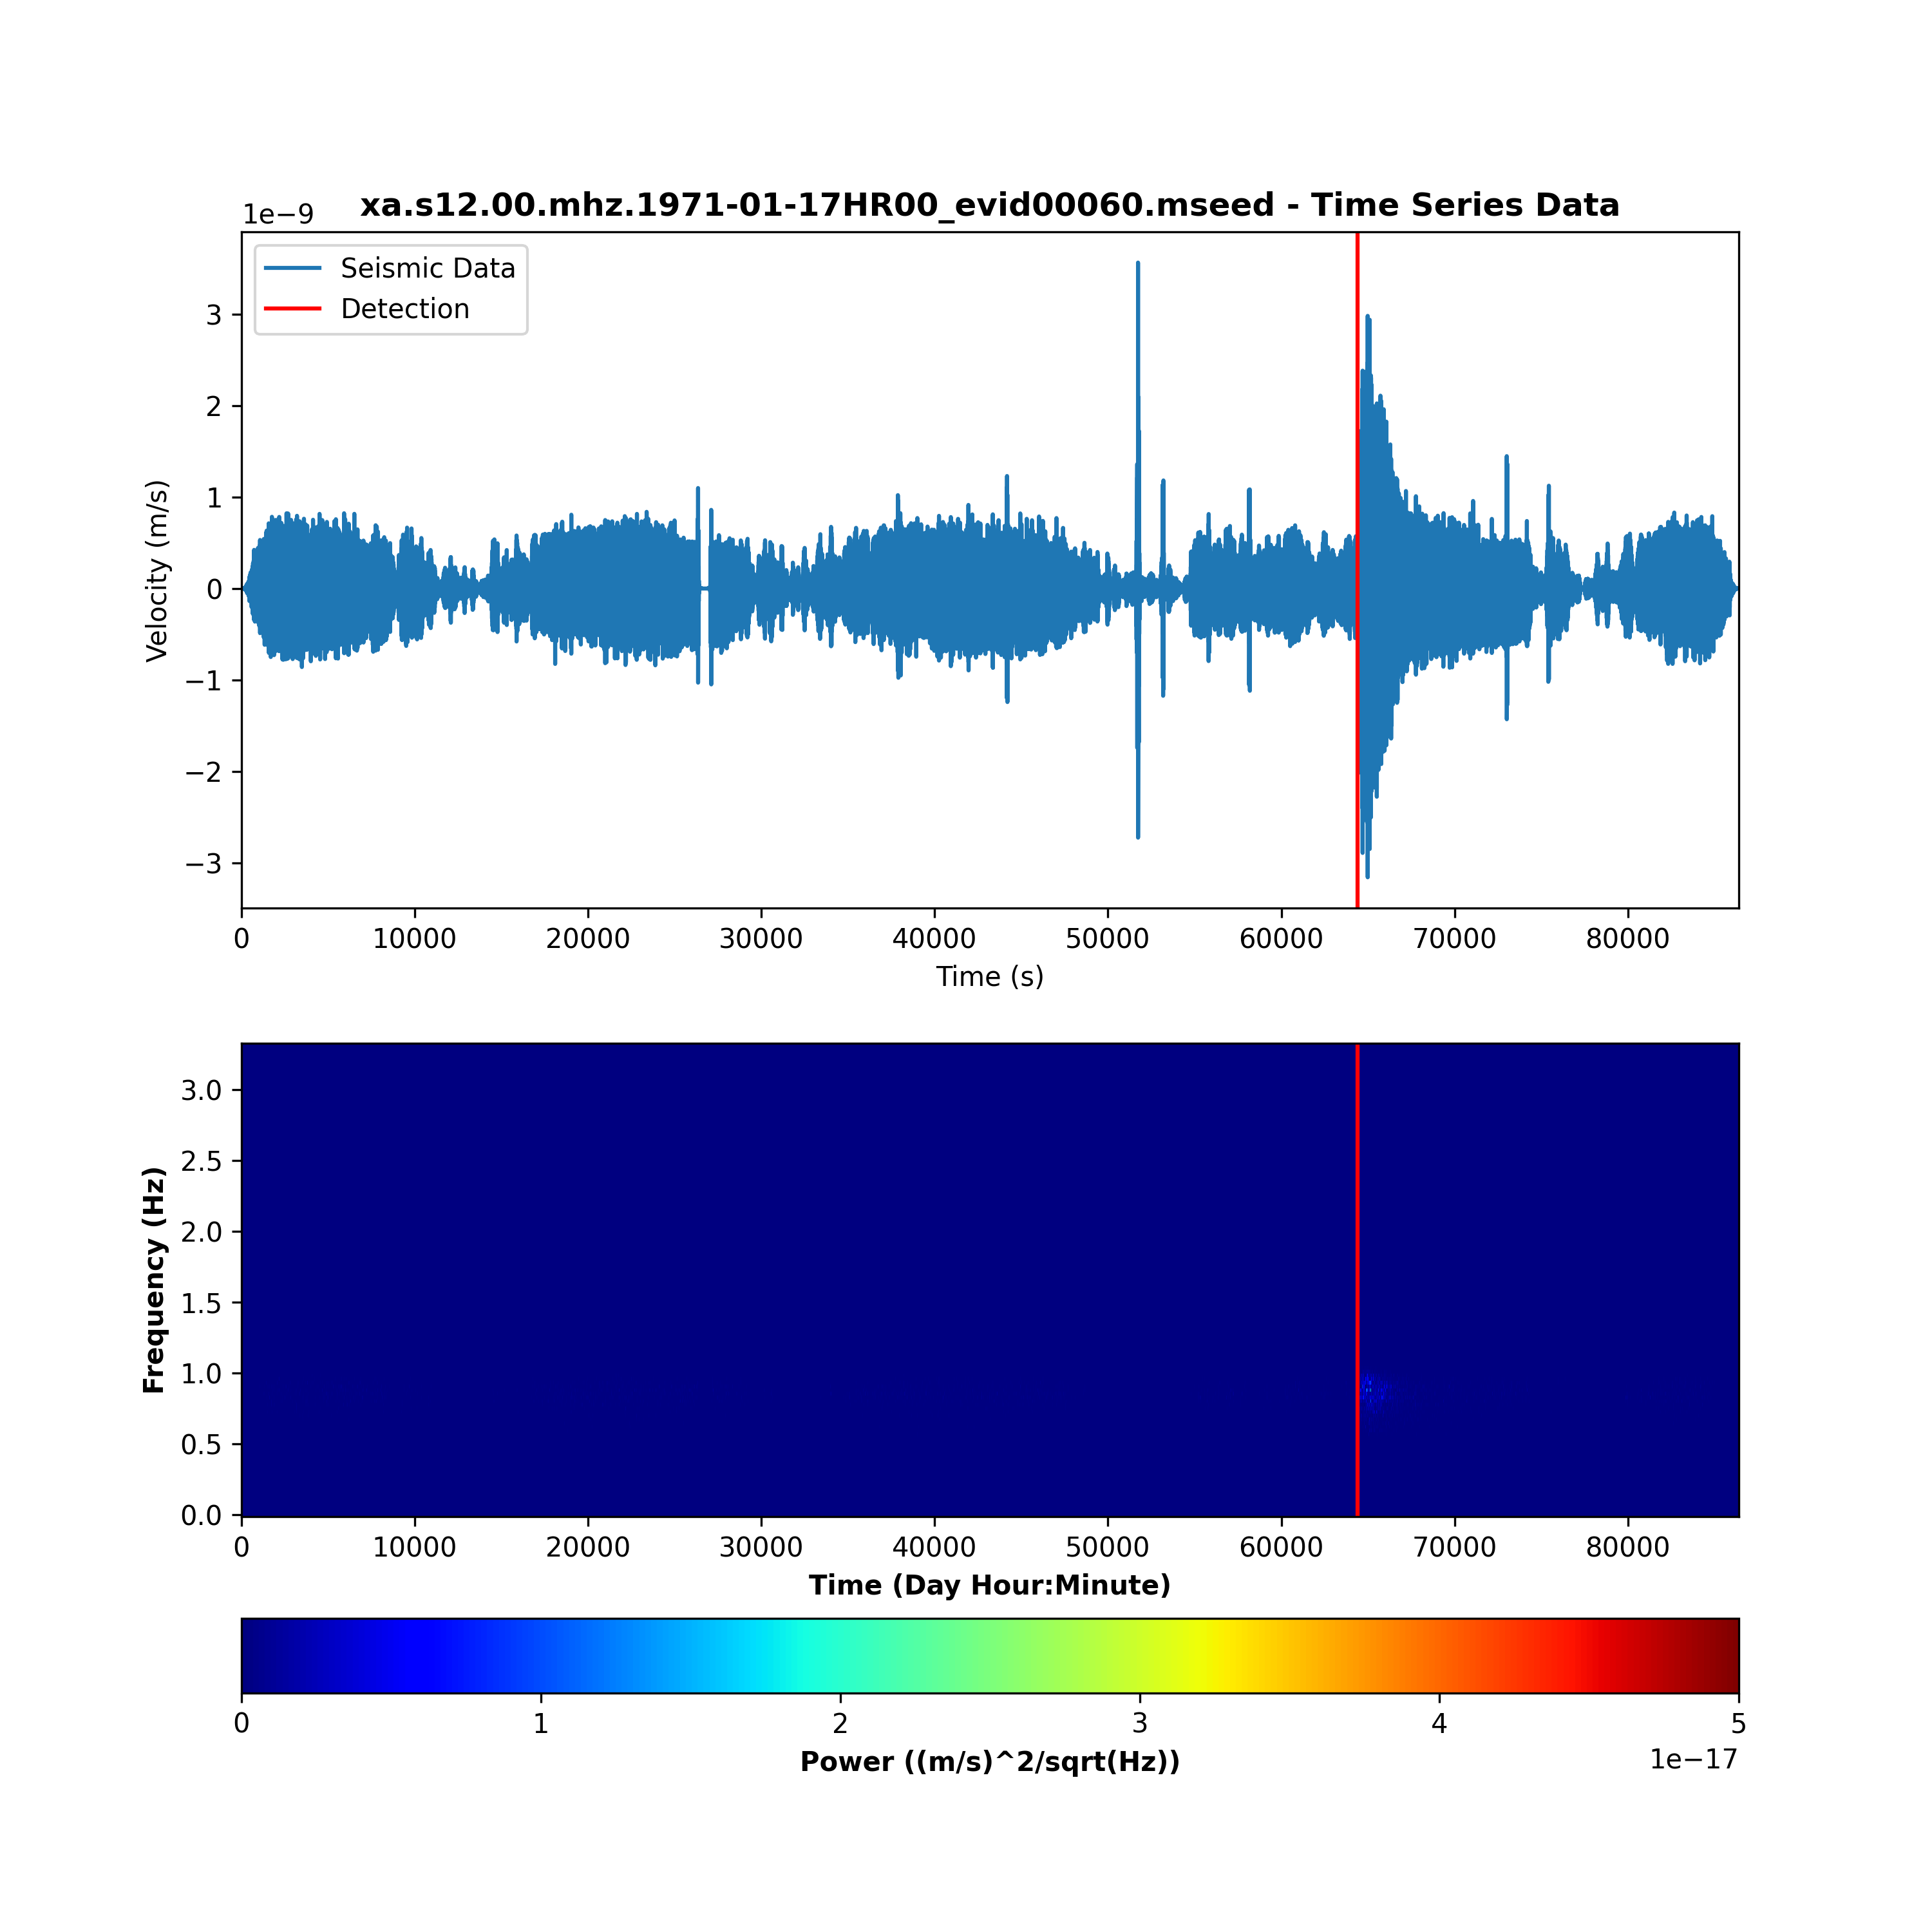 xa.s12.00.mhz.1971-01-17HR00_evid00060.mseed - Time Series Data
1e−9
Seismic Data
Detection
3
2
1
0
−1
−2
−3
Velocity (m/s)
0 10000 20000 30000 40000 50000 60000 70000 80000
Time (s)
3.0
2.5
2.0
1.5
1.0
0.5
0.0
Frequency (Hz)
0 10000 20000 30000 40000 50000 60000 70000 80000
Time (Day Hour:Minute)
0 1 2 3 4 5
Power ((m/s)^2/sqrt(Hz))
1e−17